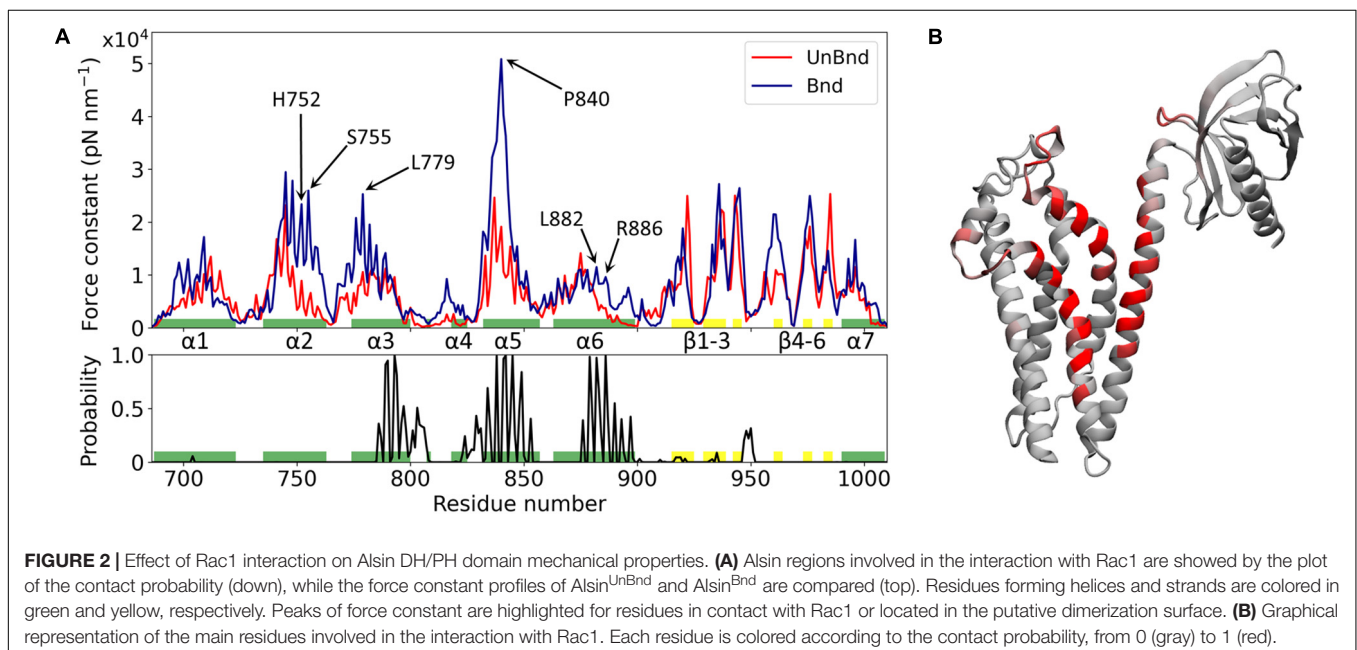 A
B
x10⁴
Force constant (pN nm⁻¹)
5
4
3
2
1
0
UnBnd
Bnd
H752
S755
L779
P840
L882
R886
α1 α2 α3 α4 α5 α6 β1-3 β4-6 α7
Probability
1.0
0.5
0
700 750 800 850 900 950 1000
Residue number
FIGURE 2 | Effect of Rac1 interaction on Alsin DH/PH domain mechanical properties. (A) Alsin regions involved in the interaction with Rac1 are showed by the plot
of the contact probability (down), while the force constant profiles of Alsin^UnBnd and Alsin^Bnd are compared (top). Residues forming helices and strands are colored in
green and yellow, respectively. Peaks of force constant are highlighted for residues in contact with Rac1 or located in the putative dimerization surface. (B) Graphical
representation of the main residues involved in the interaction with Rac1. Each residue is colored according to the contact probability, from 0 (gray) to 1 (red).